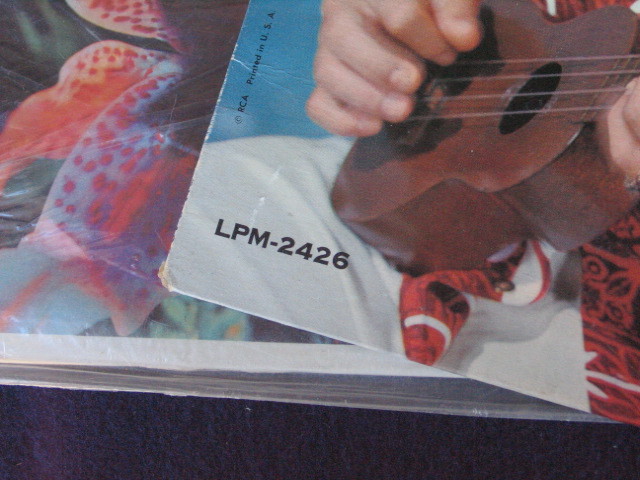 © RCA Printed in U. S. A.
LPM-2426